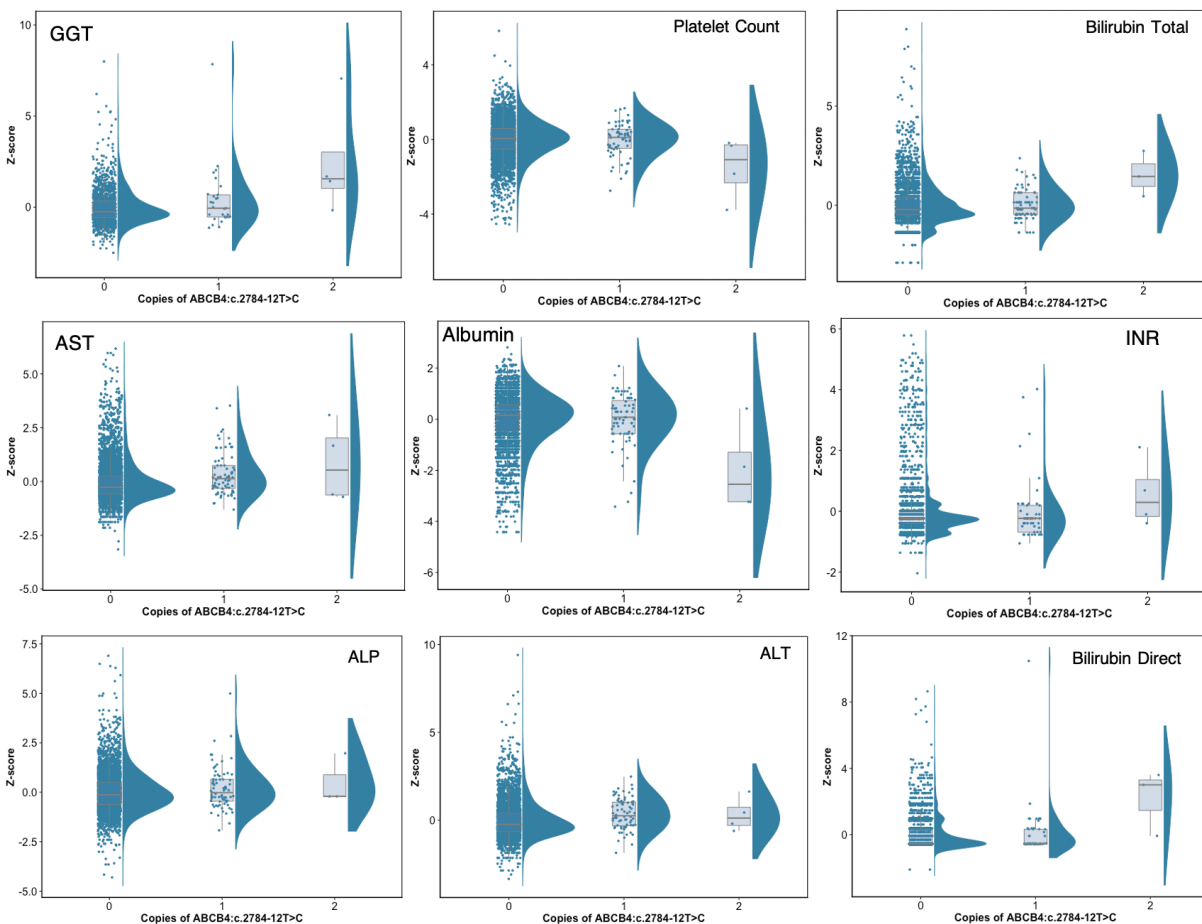 GGT
Z-score
10
5
0
0
1
2
Copies of ABCB4:c.2784-12T>C
Platelet Count
Z-score
4
0
-4
0
1
2
Copies of ABCB4:c.2784-12T>C
Bilirubin Total
Z-score
5
0
0
1
2
Copies of ABCB4:c.2784-12T>C
AST
Z-score
5.0
2.5
0.0
-2.5
-5.0
0
1
2
Copies of ABCB4:c.2784-12T>C
Albumin
Z-score
2
0
-2
-4
-6
0
1
2
Copies of ABCB4:c.2784-12T>C
INR
Z-score
6
4
2
0
-2
0
1
2
Copies of ABCB4:c.2784-12T>C
ALP
Z-score
7.5
5.0
2.5
0.0
-2.5
-5.0
0
1
2
Copies of ABCB4:c.2784-12T>C
ALT
Z-score
10
5
0
0
1
2
Copies of ABCB4:c.2784-12T>C
Bilirubin Direct
Z-score
12
8
4
0
0
1
2
Copies of ABCB4:c.2784-12T>C